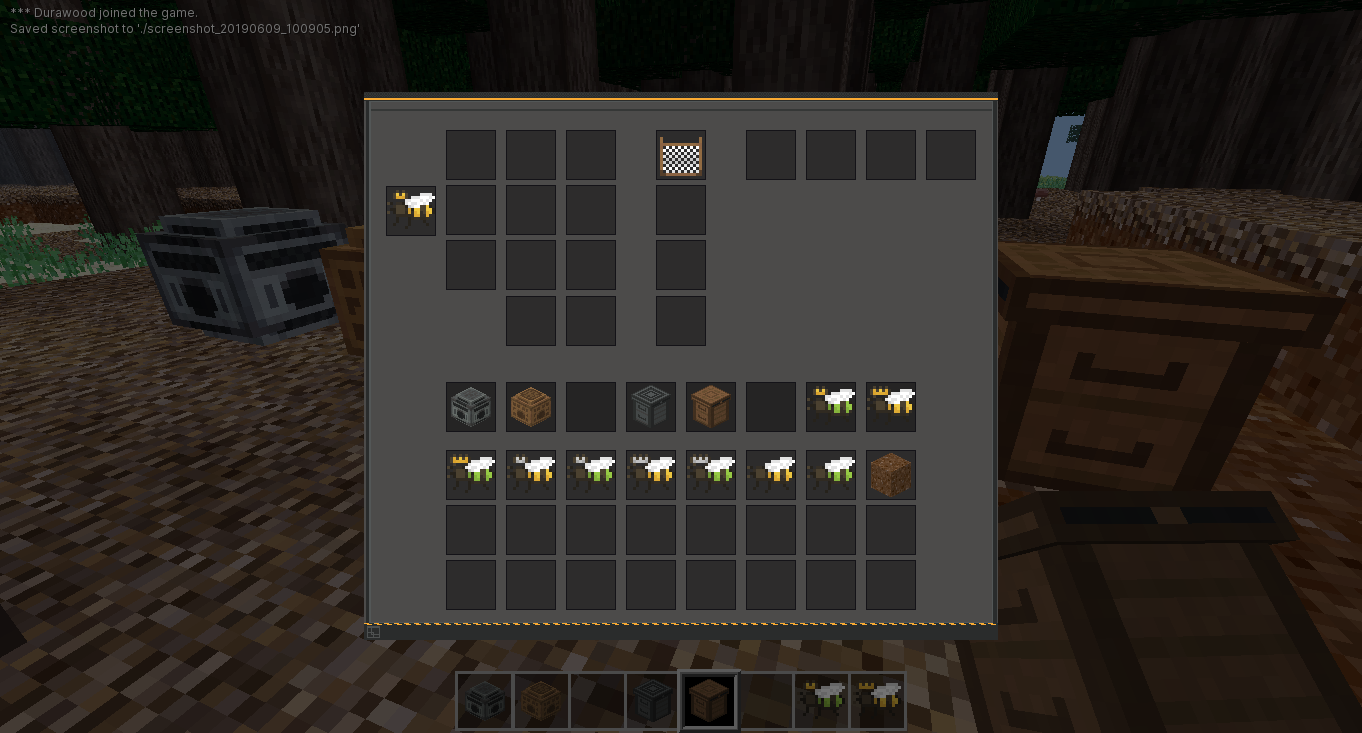 *** Durawood joined the game.
Saved screenshot to './screenshot_20190609_100905.png'